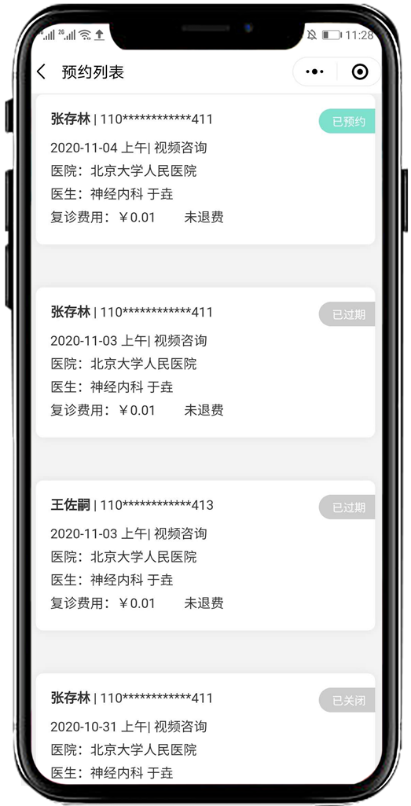 11:28
预约列表
张存林 | 110************411 已预约
2020-11-04 上午| 视频咨询
医院：北京大学人民医院
医生：神经内科 于垚
复诊费用：￥0.01 未退费
张存林 | 110************411 已过期
2020-11-03 上午| 视频咨询
医院：北京大学人民医院
医生：神经内科 于垚
复诊费用：￥0.01 未退费
王佐嗣 | 110************413 已过期
2020-11-03 上午| 视频咨询
医院：北京大学人民医院
医生：神经内科 于垚
复诊费用：￥0.01 未退费
张存林 | 110************411 已关闭
2020-10-31 上午| 视频咨询
医院：北京大学人民医院
医生：神经内科 于垚